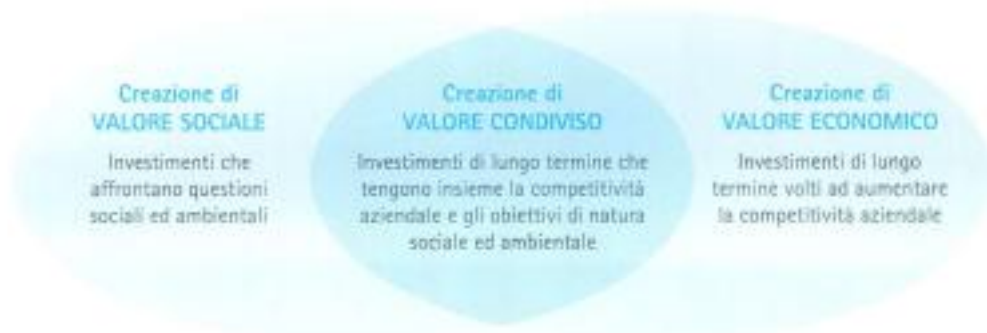 Creazione di
VALORE SOCIALE
Investimenti che
affrontano questioni
sociali ed ambientali
Creazione di
VALORE CONDIVISO
Investimenti di lungo termine che
tengono insieme la competitività
aziendale e gli obiettivi di natura
sociale ed ambientale
Creazione di
VALORE ECONOMICO
Investimenti di lungo
termine volti ad aumentare
la competitività aziendale